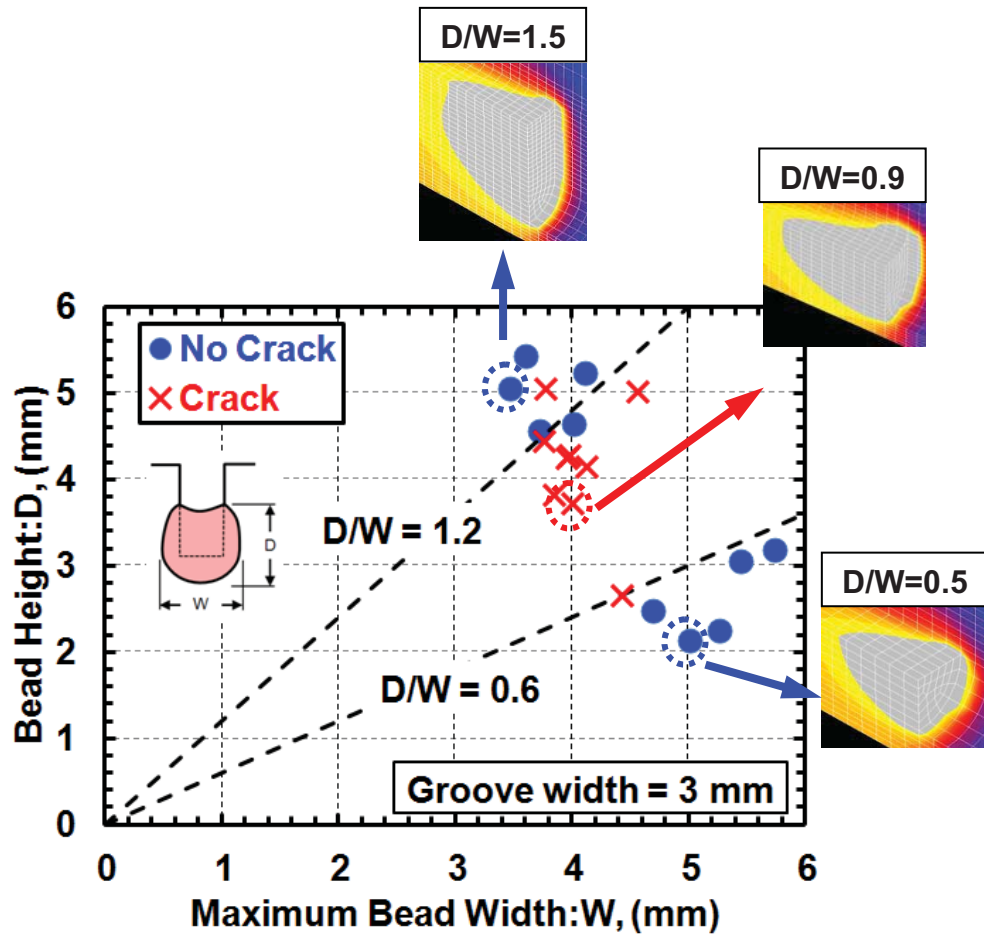 D/W=1.5
D/W=0.9
6
5
4
3
2
1
0
Bead Height:D, (mm)
No Crack
Crack
D
W
D/W = 1.2
D/W = 0.6
D/W=0.5
Groove width = 3 mm
0 1 2 3 4 5 6
Maximum Bead Width:W, (mm)